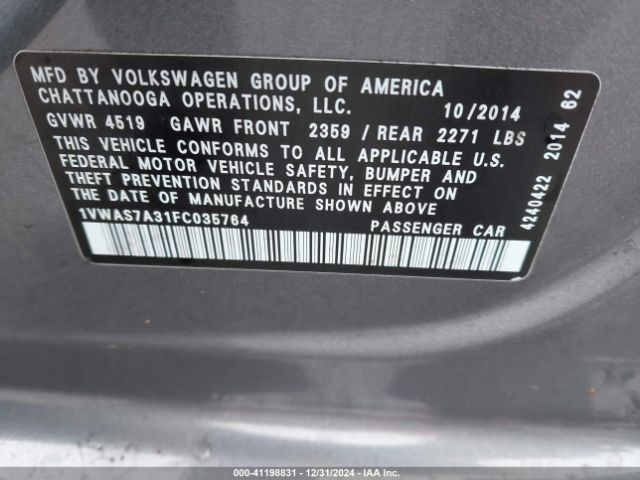 MFD BY VOLKSWAGEN GROUP OF AMERICA
CHATTANOOGA OPERATIONS, LLC. 10/2014
GVWR 4519 GAWR FRONT 2359 / REAR 2271 LBS
THIS VEHICLE CONFORMS TO ALL APPLICABLE U.S.
FEDERAL MOTOR VEHICLE SAFETY, BUMPER AND
THEFT PREVENTION STANDARDS IN EFFECT ON
THE DATE OF MANUFACTURE SHOWN ABOVE
1VWAS7A31FC035764 PASSENGER CAR
4240422 2014 62
000-41198831 - 12/31/2024 - IAAI.COM